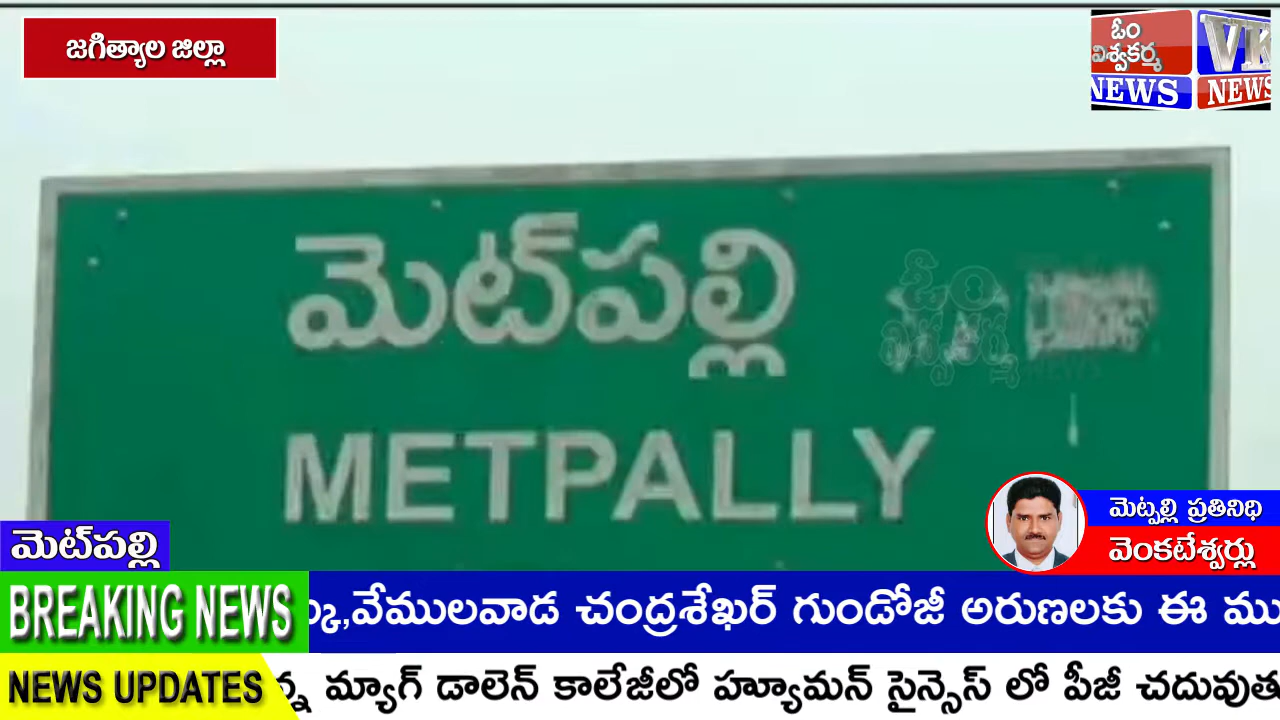 జగిత్యాల జిల్లా
ఓం
విశ్వకర్మ
NEWS
VK
NEWS
మెట్‌పల్లి
METPALLY
ఓం
విశ్వకర్మ
మెట్పల్లి ప్రతినిధి
వెంకటేశ్వర్లు
మెట్‌పల్లి
BREAKING NEWS
,వేములవాడ చంద్రశేఖర్ గుండోజీ అరుణలకు ఈ ము
NEWS UPDATES
మ్యాగ్ డాలెన్ కాలేజీలో హ్యూమన్ సైన్సెస్ లో పీజీ చదువుతు